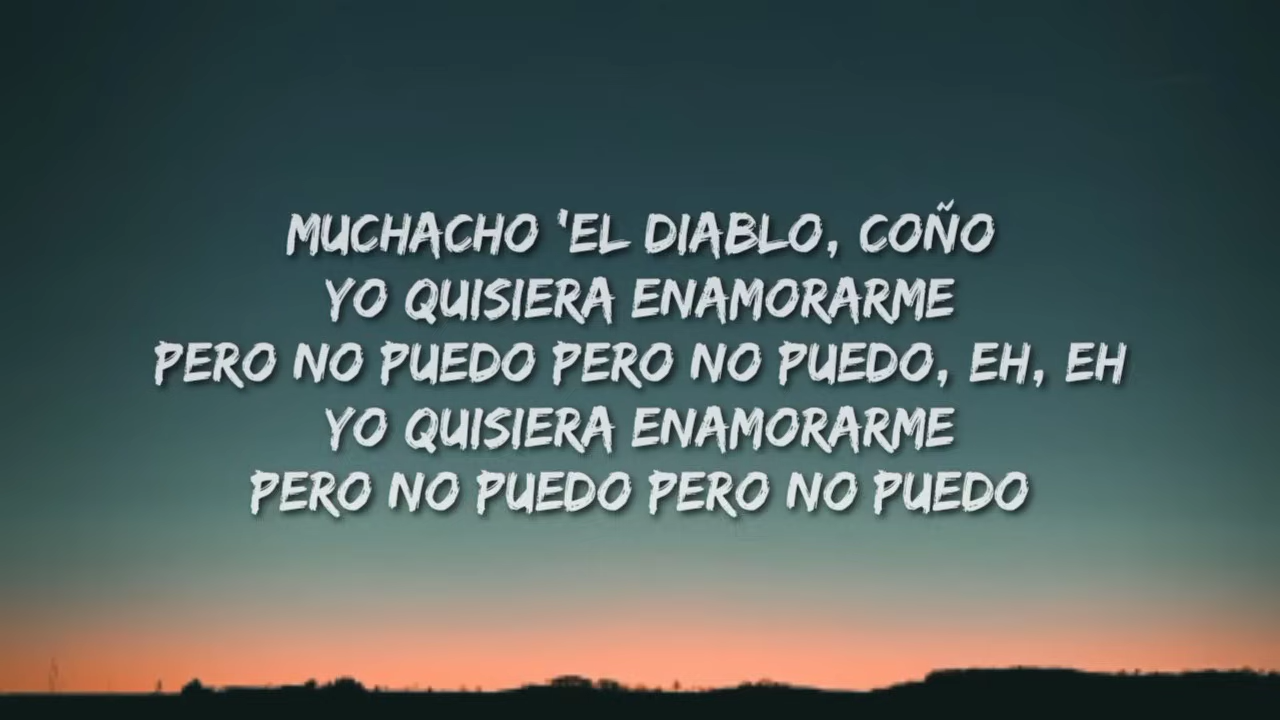 MUCHACHO 'EL DIABLO, COÑO
YO QUISIERA ENAMORARME
PERO NO PUEDO PERO NO PUEDO, EH, EH
YO QUISIERA ENAMORARME
PERO NO PUEDO PERO NO PUEDO